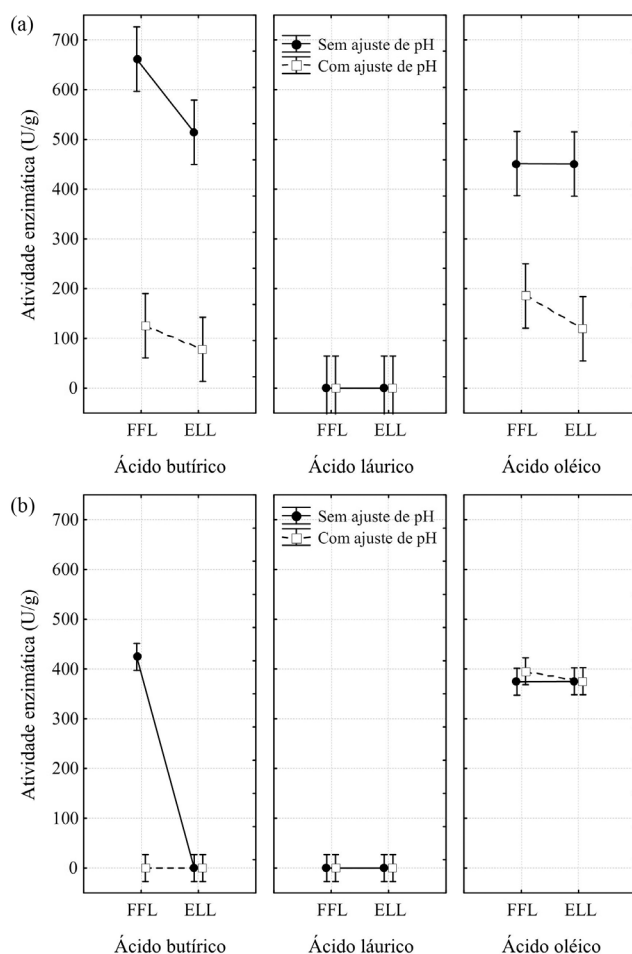 (a)
Atividade enzimática (U/g)
700
600
500
400
300
200
100
0
Sem ajuste de pH
Com ajuste de pH
FFL ELL FFL ELL FFL ELL
Ácido butírico Ácido láurico Ácido oléico
(b)
Atividade enzimática (U/g)
700
600
500
400
300
200
100
0
Sem ajuste de pH
Com ajuste de pH
FFL ELL FFL ELL FFL ELL
Ácido butírico Ácido láurico Ácido oléico